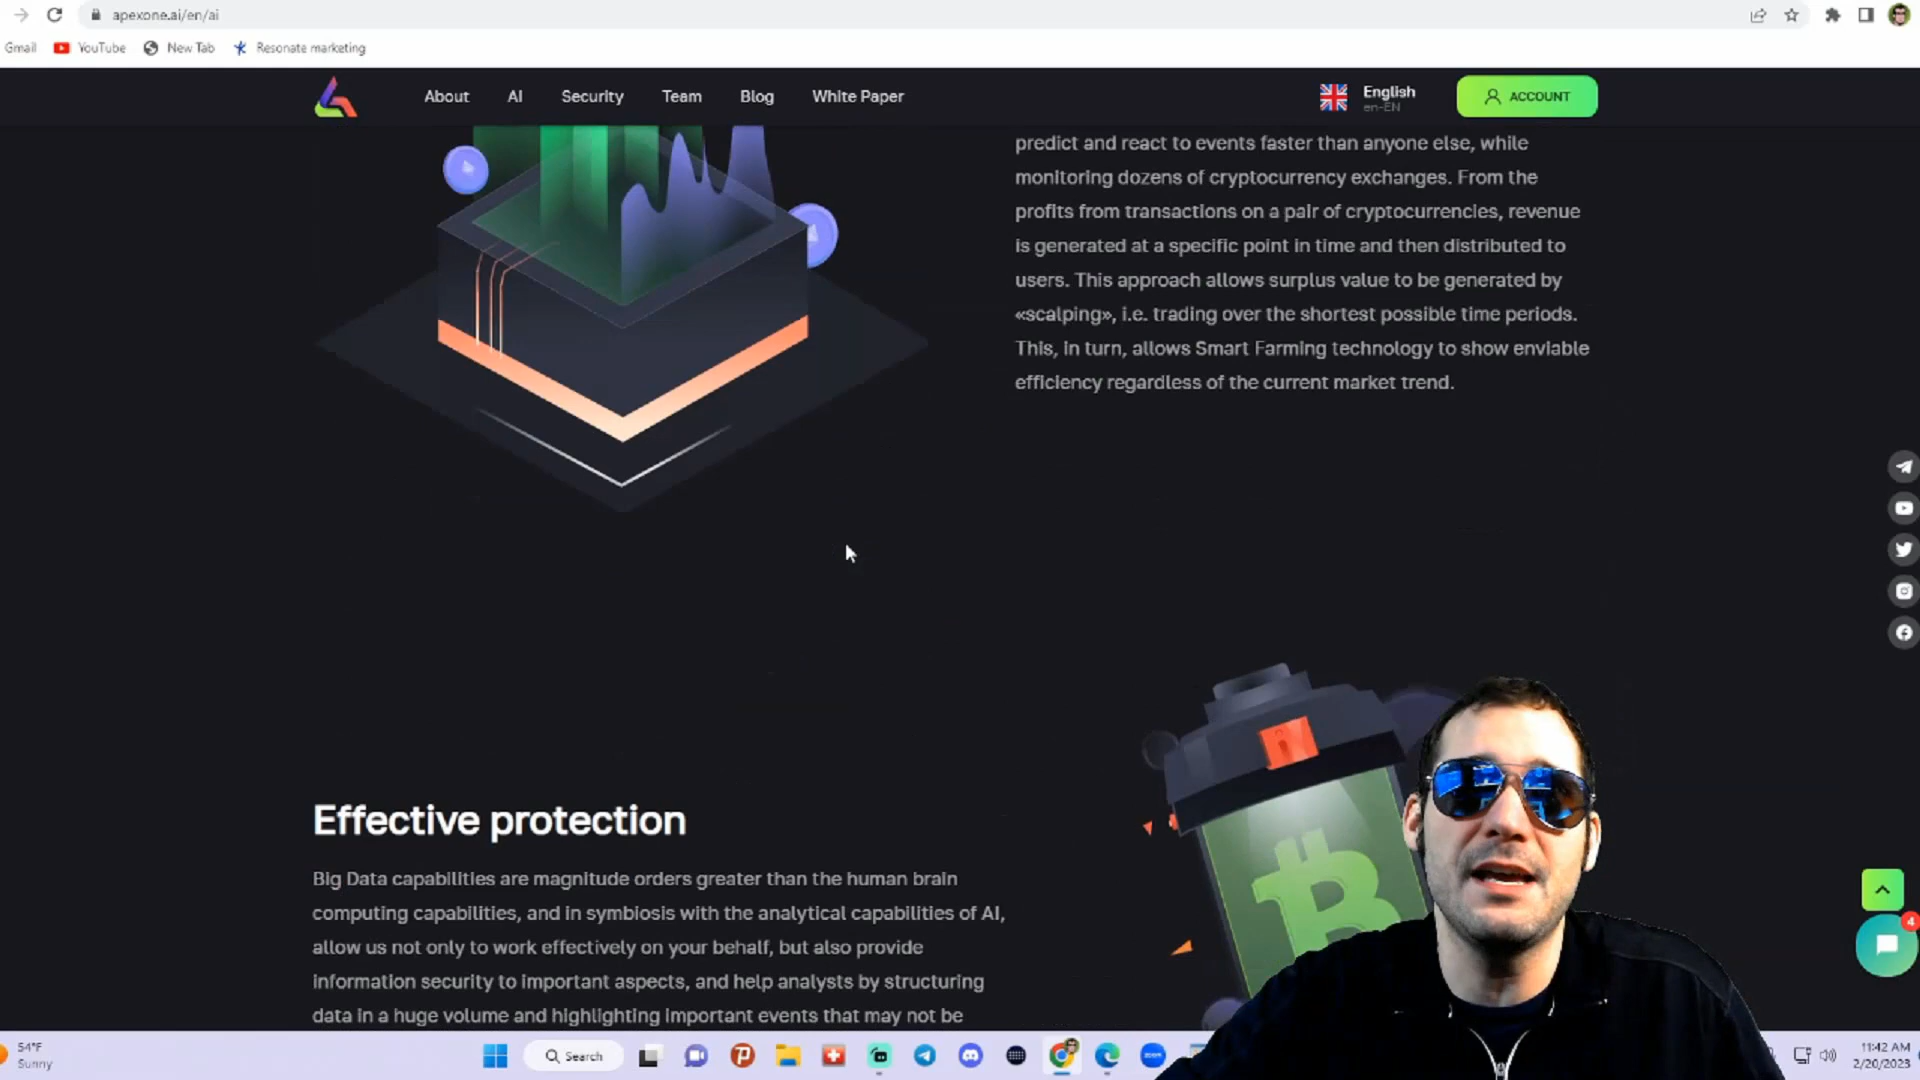 apexone.ai/en/ai
Gmail YouTube New Tab Resonate marketing
About AI Security Team Blog White Paper English ACCOUNT
en-EN
predict and react to events faster than anyone else, while
monitoring dozens of cryptocurrency exchanges. From the
profits from transactions on a pair of cryptocurrencies, revenue
is generated at a specific point in time and then distributed to
users. This approach allows surplus value to be generated by
«scalping», i.e. trading over the shortest possible time periods.
This, in turn, allows Smart Farming technology to show enviable
efficiency regardless of the current market trend.
Effective protection
Big Data capabilities are magnitude orders greater than the human brain
computing capabilities, and in symbiosis with the analytical capabilities of AI,
allow us not only to work effectively on your behalf, but also provide
information security to important aspects, and help analysts by structuring
data in a huge volume and highlighting important events that may not be
4
54°F
Sunny
Search
zoom
11:42 AM
2/20/2023